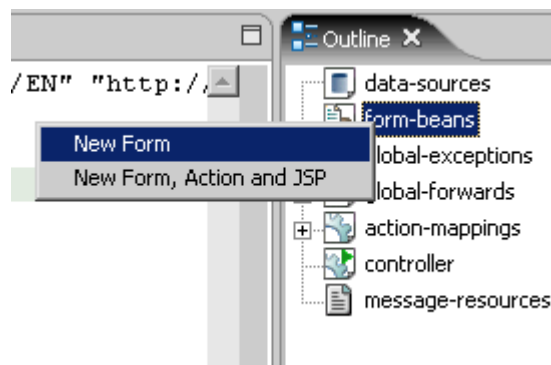 Outline
/EN" "http:/
data-sources
form-beans
New Form
global-exceptions
New Form, Action and JSP
global-forwards
action-mappings
controller
message-resources